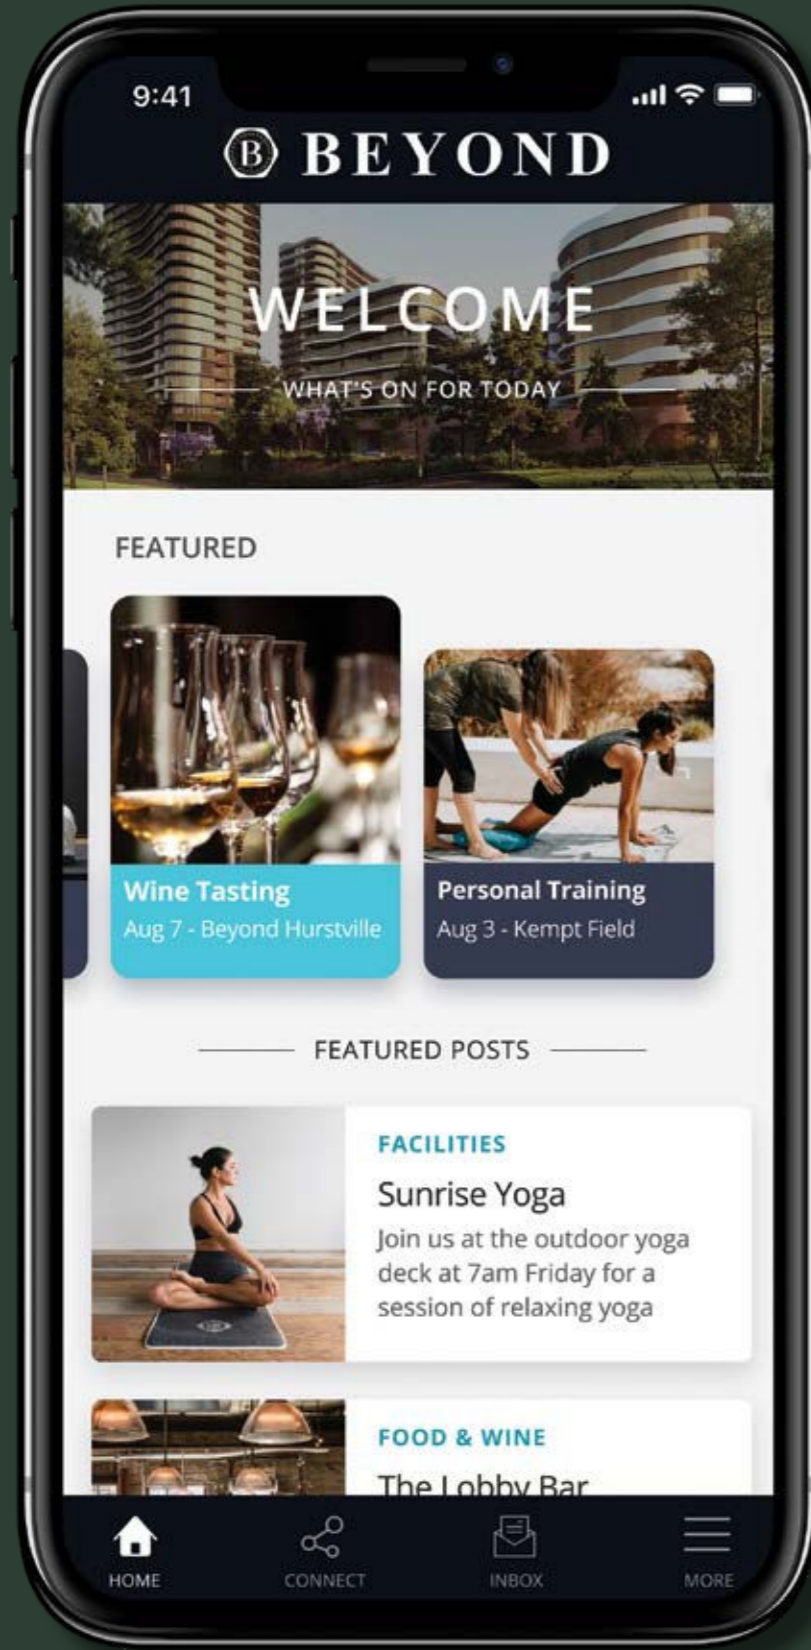 9:41
B BEYOND
WELCOME
WHAT'S ON FOR TODAY
FEATURED
Wine Tasting
Aug 7 - Beyond Hurstville
Personal Training
Aug 3 - Kempt Field
FEATURED POSTS
FACILITIES
Sunrise Yoga
Join us at the outdoor yoga
deck at 7am Friday for a
session of relaxing yoga
FOOD & WINE
The Lobby Bar
HOME
CONNECT
INBOX
MORE